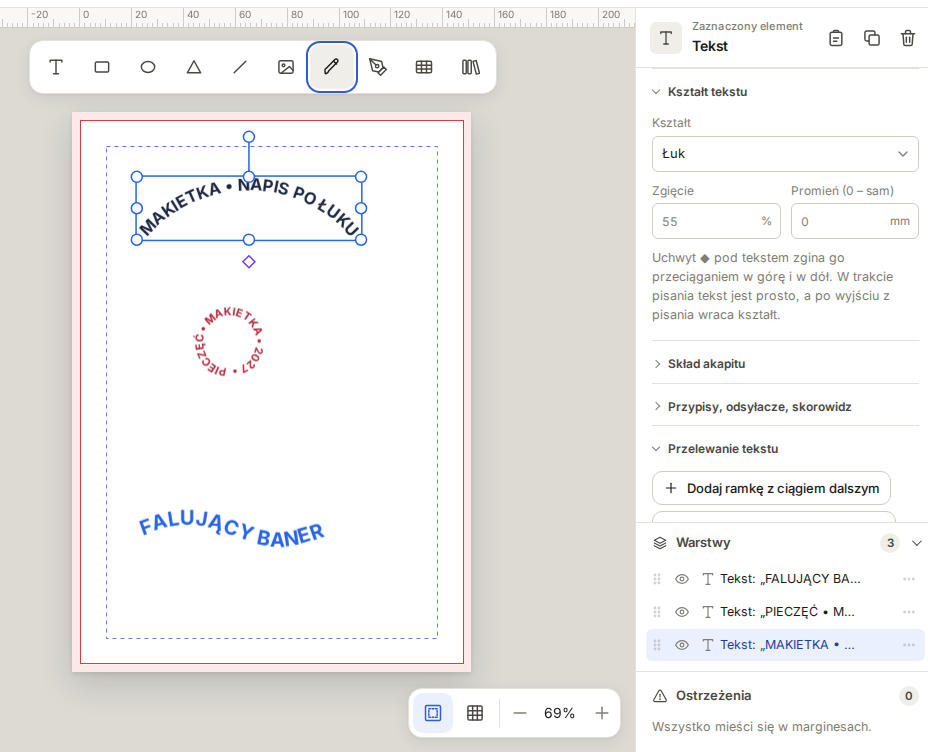 -20 0 20 40 60 80 100 120 140 160 180 200
Zaznaczony element
Tekst
MAKIETKA • NAPIS PO ŁUKU
PIECZĘĆ • MAKIETKA • 2027 •
FALUJĄCY BANER
Kształt tekstu
Kształt
Łuk
Zgięcie Promień (0 – sam)
55 % 0 mm
Uchwyt ◆ pod tekstem zgina go
przeciąganiem w górę i w dół. W trakcie
pisania tekst jest prosto, a po wyjściu z
pisania wraca kształt.
Skład akapitu
Przypisy, odsyłacze, skorowidz
Przelewanie tekstu
Dodaj ramkę z ciągiem dalszym
Warstwy 3
Tekst: „FALUJĄCY BA...
Tekst: „PIECZĘĆ • M...
Tekst: „MAKIETKA • ...
Ostrzeżenia 0
Wszystko mieści się w marginesach.
69%